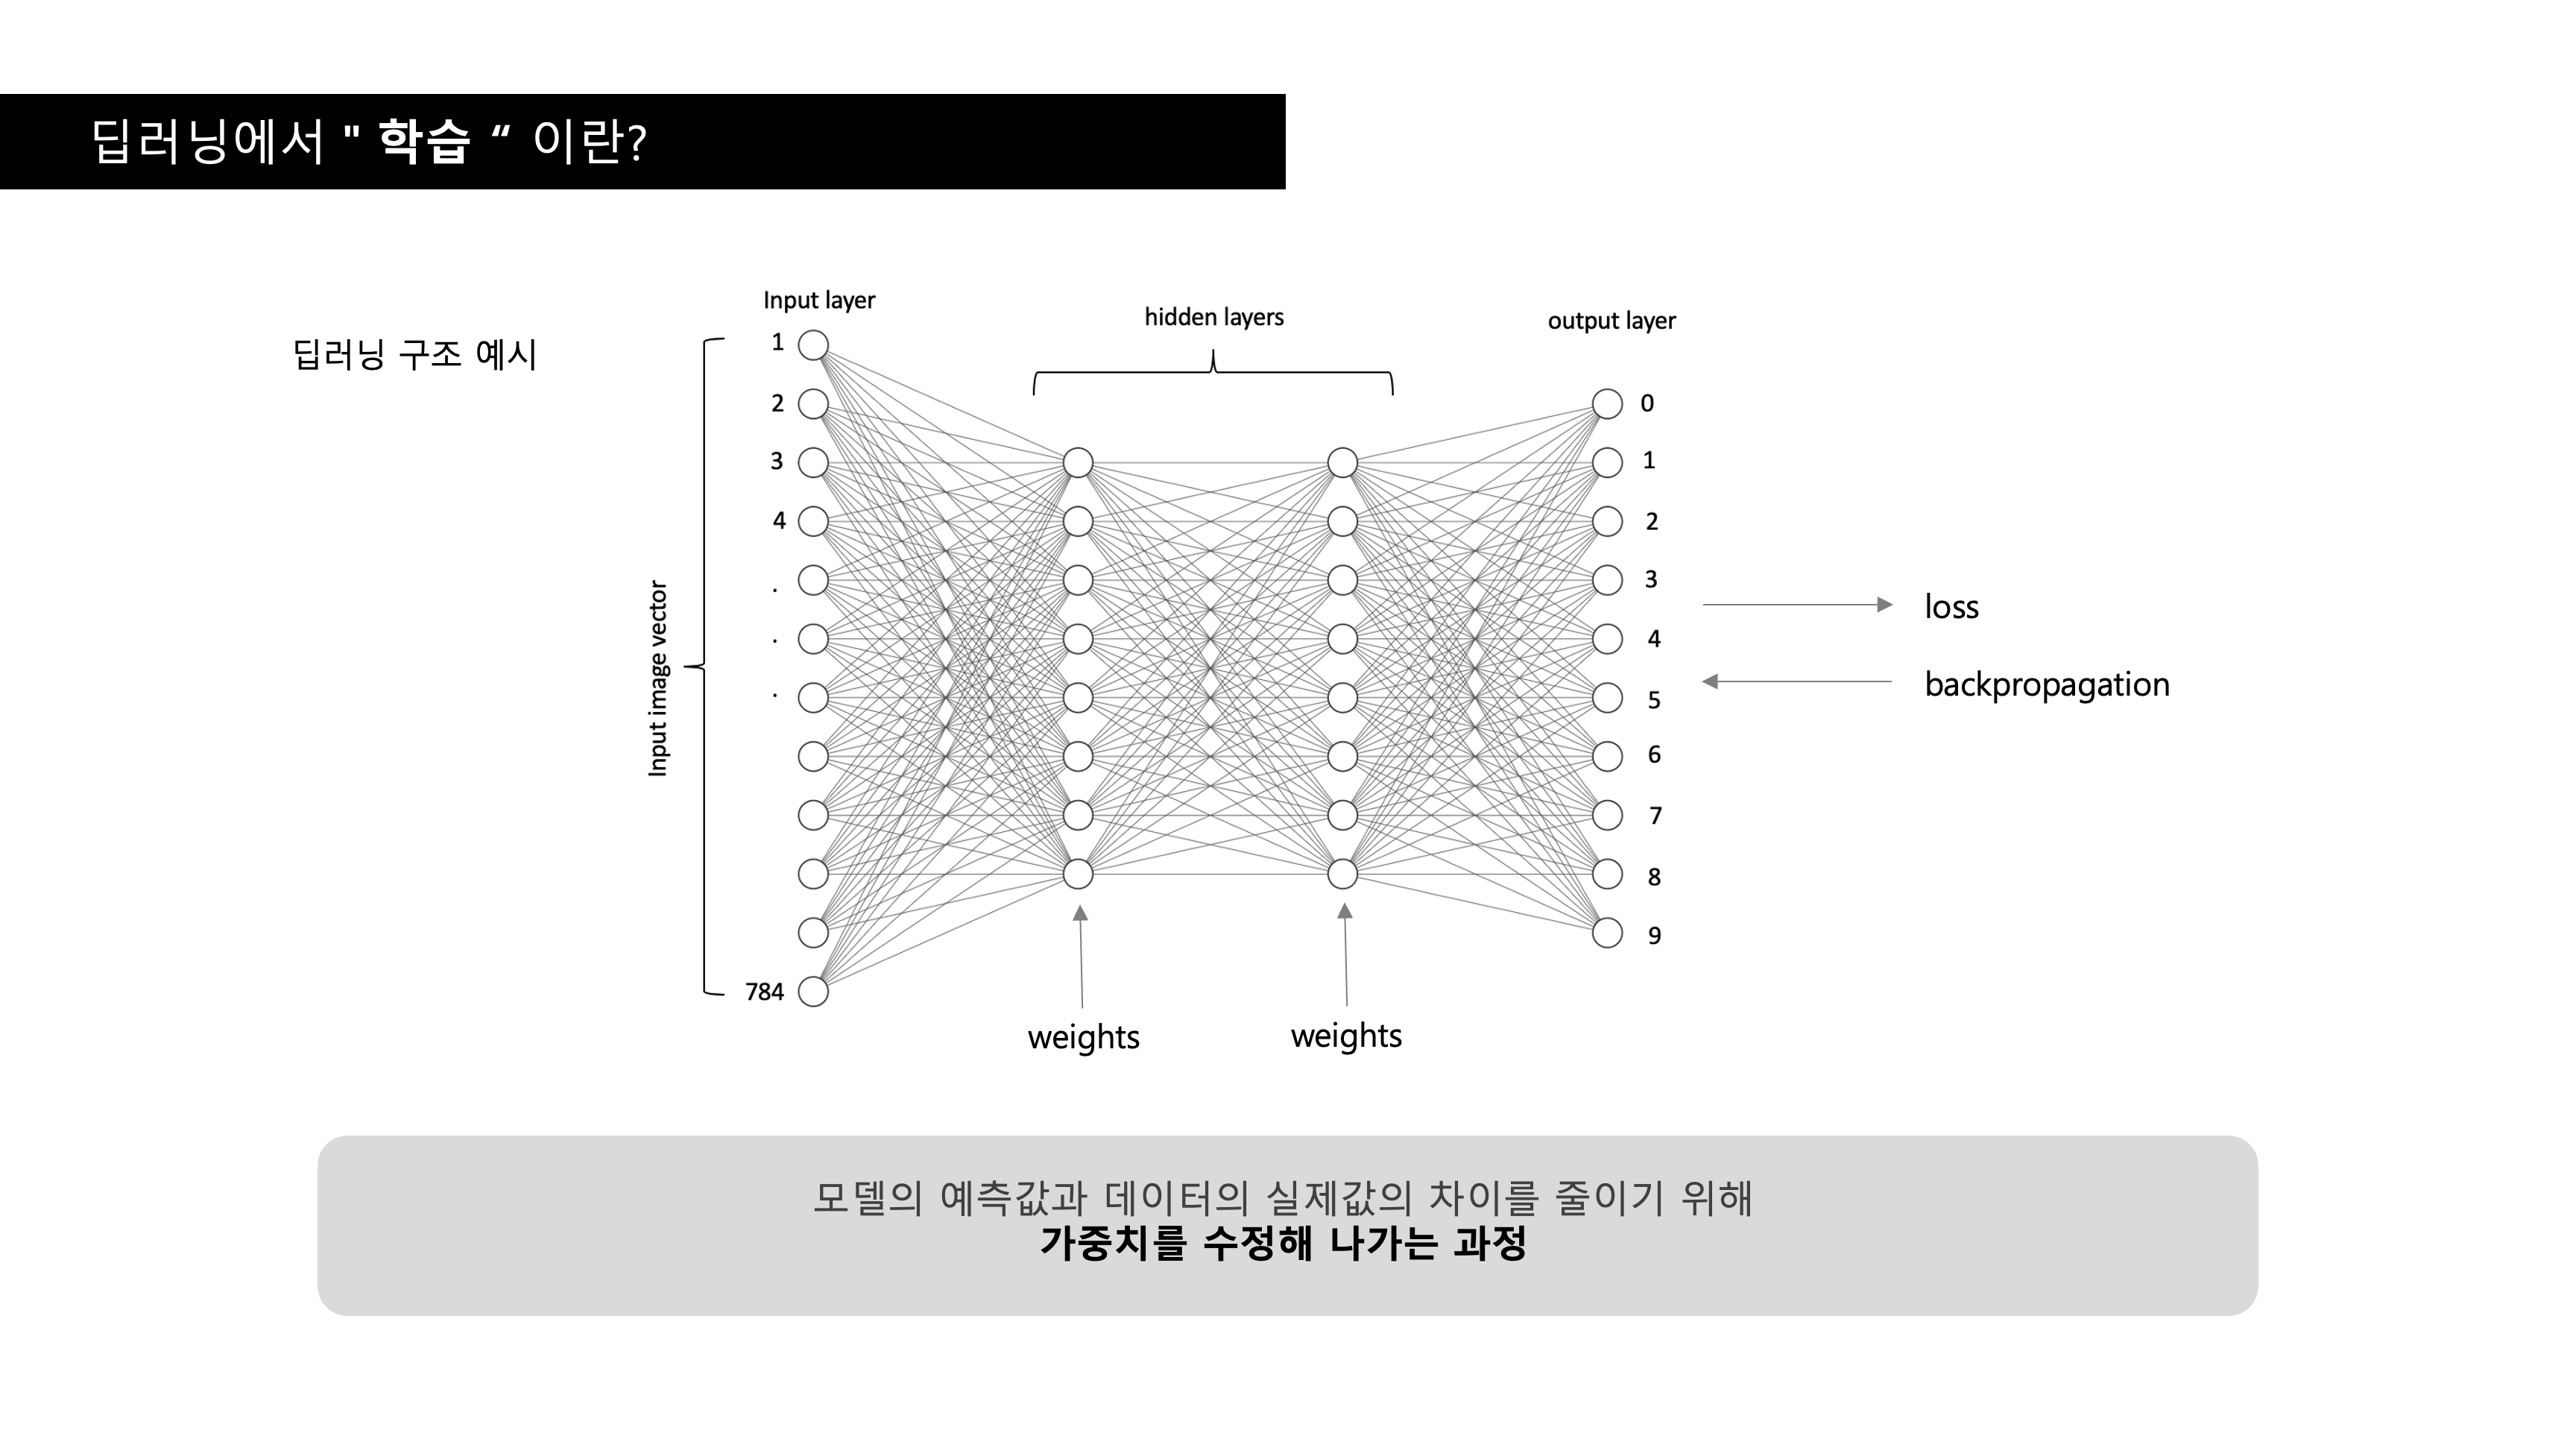 딥러닝에서 " 학습 “ 이란?
딥러닝 구조 예시
Input layer
hidden layers
output layer
Input image vector
1
2
3
4
.
.
.
784
0
1
2
3
4
5
6
7
8
9
loss
backpropagation
weights
weights
모델의 예측값과 데이터의 실제값의 차이를 줄이기 위해
가중치를 수정해 나가는 과정